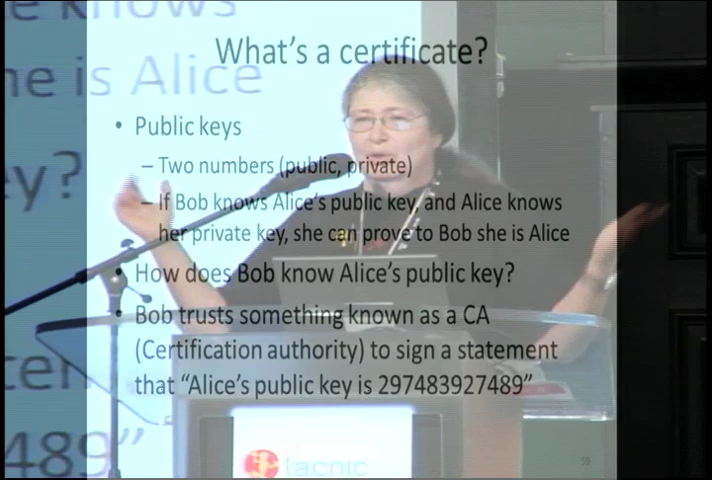 What's a certificate?
• Public keys
– Two numbers (public, private)
– If Bob knows Alice's public key, and Alice knows
her private key, she can prove to Bob she is Alice
• How does Bob know Alice's public key?
• Bob trusts something known as a CA
(Certification authority) to sign a statement
that "Alice's public key is 297483927489"
59
e knows
he is Alice
ey?
489"
lacnic